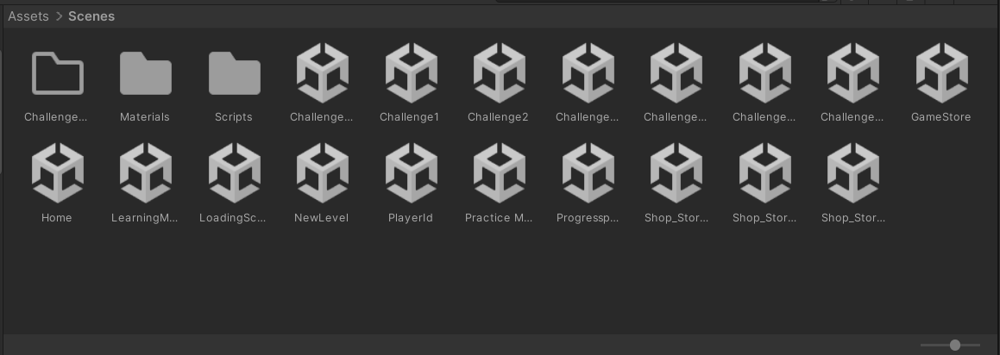 Assets > Scenes
Challenge... Materials Scripts Challenge... Challenge1 Challenge2 Challenge... Challenge... Challenge... Challenge... GameStore
Home LearningM... LoadingSc... NewLevel PlayerId Practice M... Progressp... Shop_Stor... Shop_Stor... Shop_Stor...